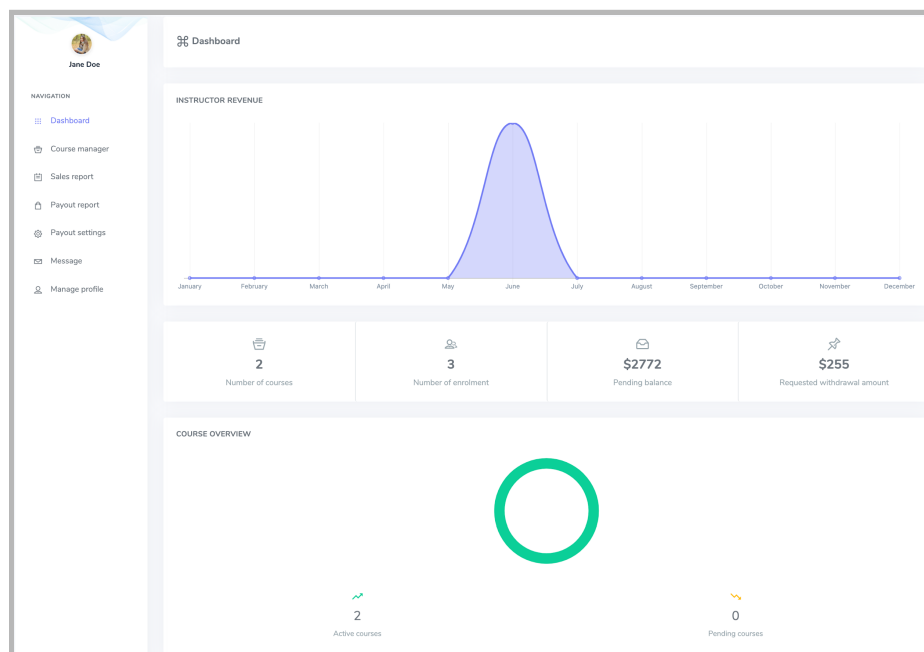 Jane Doe
NAVIGATION
Dashboard
Course manager
Sales report
Payout report
Payout settings
Message
Manage profile
Dashboard
INSTRUCTOR REVENUE
January February March April May June July August September October November December
2
Number of courses
3
Number of enrolment
$2772
Pending balance
$255
Requested withdrawal amount
COURSE OVERVIEW
2
Active courses
0
Pending courses